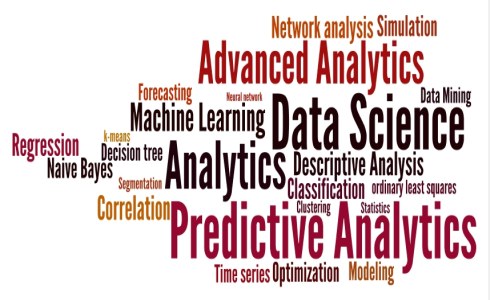 Network analysis Simulation
Advanced Analytics
Forecasting
Neural network
Data Mining
Machine Learning
Data Science
Regression
k-means
Naive Bayes
Decision tree
Analytics
Descriptive Analysis
Segmentation
Classification
ordinary least squares
Correlation
Clustering
Statistics
Predictive Analytics
Time series
Optimization
Modeling